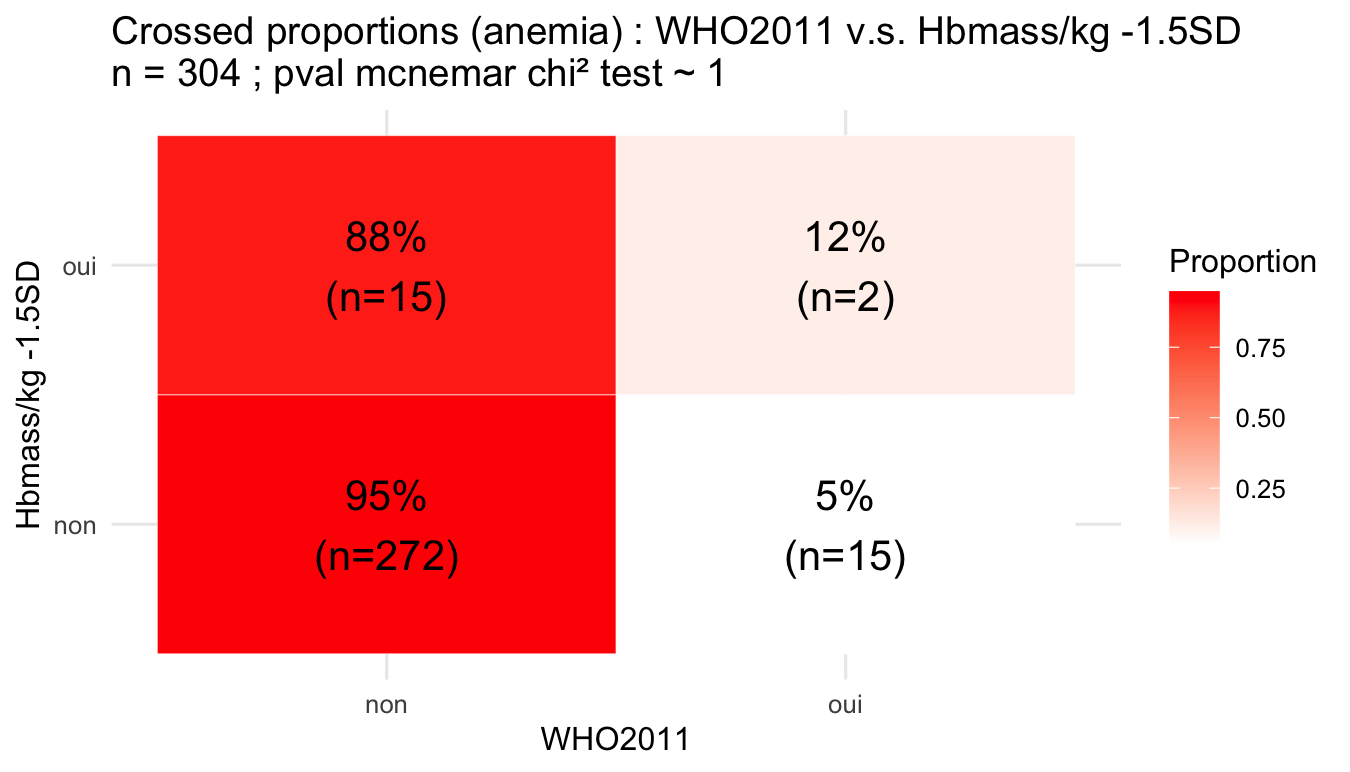 Crossed proportions (anemia) : WHO2011 v.s. Hbmass/kg -1.5SD
n = 304 ; pval mcnemar chi² test ~ 1
Hbmass/kg -1.5SD
oui
non
88%
(n=15)
12%
(n=2)
95%
(n=272)
5%
(n=15)
non
oui
WHO2011
Proportion
0.75
0.50
0.25